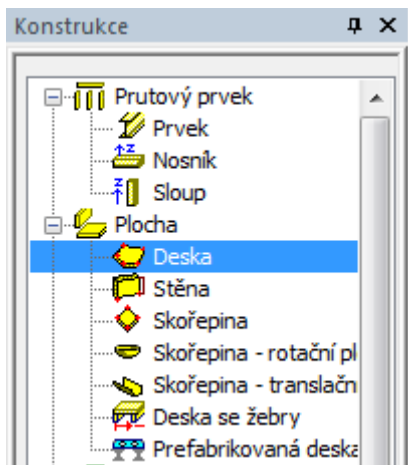 Konstrukce
Prutový prvek
Prvek
Nosník
Sloup
Plocha
Deska
Stěna
Skořepina
Skořepina - rotační pl
Skořepina - translačn
Deska se žebry
Prefabrikovaná deska